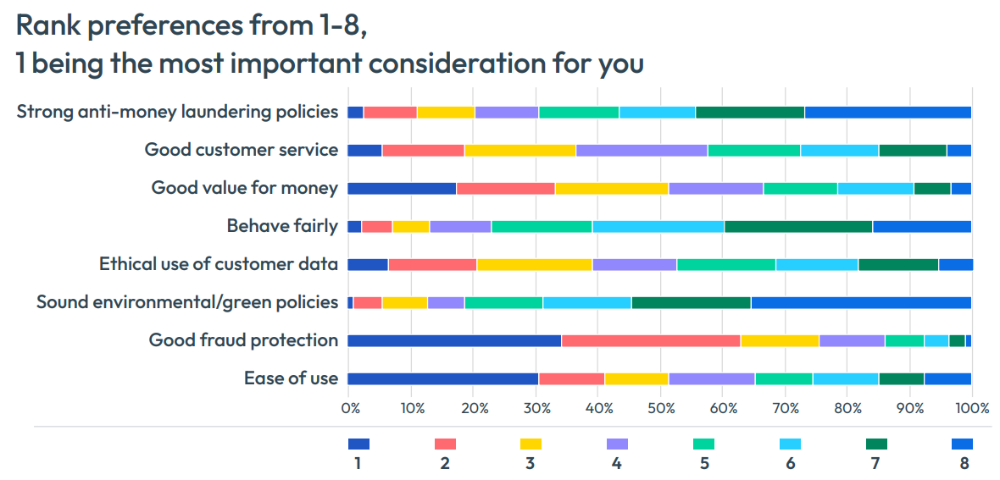 Rank preferences from 1-8,
1 being the most important consideration for you
Strong anti-money laundering policies
Good customer service
Good value for money
Behave fairly
Ethical use of customer data
Sound environmental/green policies
Good fraud protection
Ease of use
0% 10% 20% 30% 40% 50% 60% 70% 80% 90% 100%
1 2 3 4 5 6 7 8